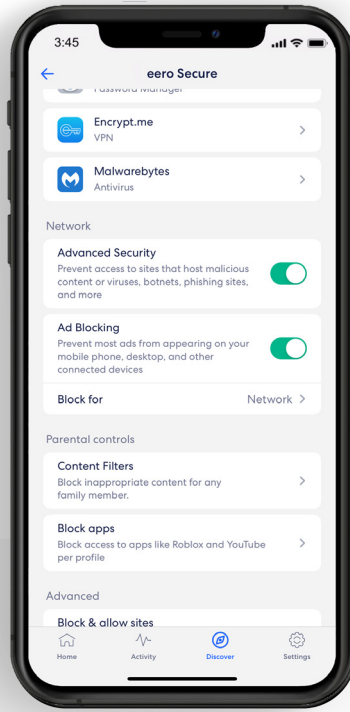 3:45
eero Secure
Password Manager
Encrypt.me
VPN
Malwarebytes
Antivirus
Network
Advanced Security
Prevent access to sites that host malicious
content or viruses, botnets, phishing sites,
and more
Ad Blocking
Prevent most ads from appearing on your
mobile phone, desktop, and other
connected devices
Block for Network
Parental controls
Content Filters
Block inappropriate content for any
family member.
Block apps
Block access to apps like Roblox and YouTube
per profile
Advanced
Block & allow sites
Home Activity Discover Settings